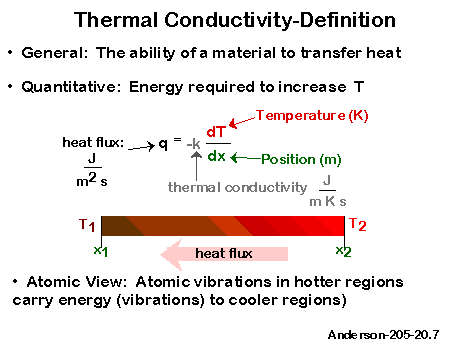 Thermal Conductivity-Definition
• General: The ability of a material to transfer heat
• Quantitative: Energy required to increase T
Temperature (K)
heat flux: q = -k dT
dx
Position (m)
J
m2 s
thermal conductivity J
m K s
T1 T2
x1 heat flux x2
• Atomic View: Atomic vibrations in hotter regions
carry energy (vibrations) to cooler regions)
Anderson-205-20.7